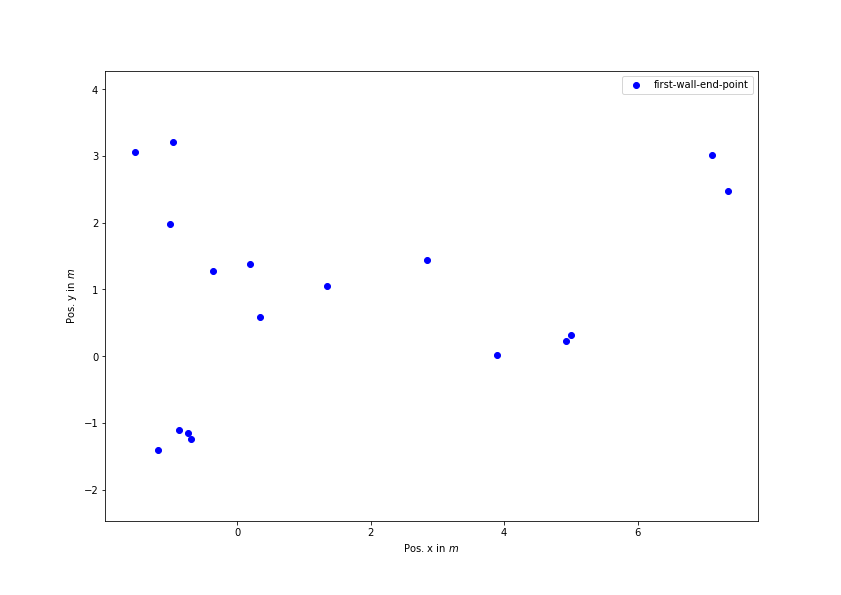 first-wall-end-point
4
3
2
1
0
−1
−2
Pos. y in m
0 2 4 6
Pos. x in m